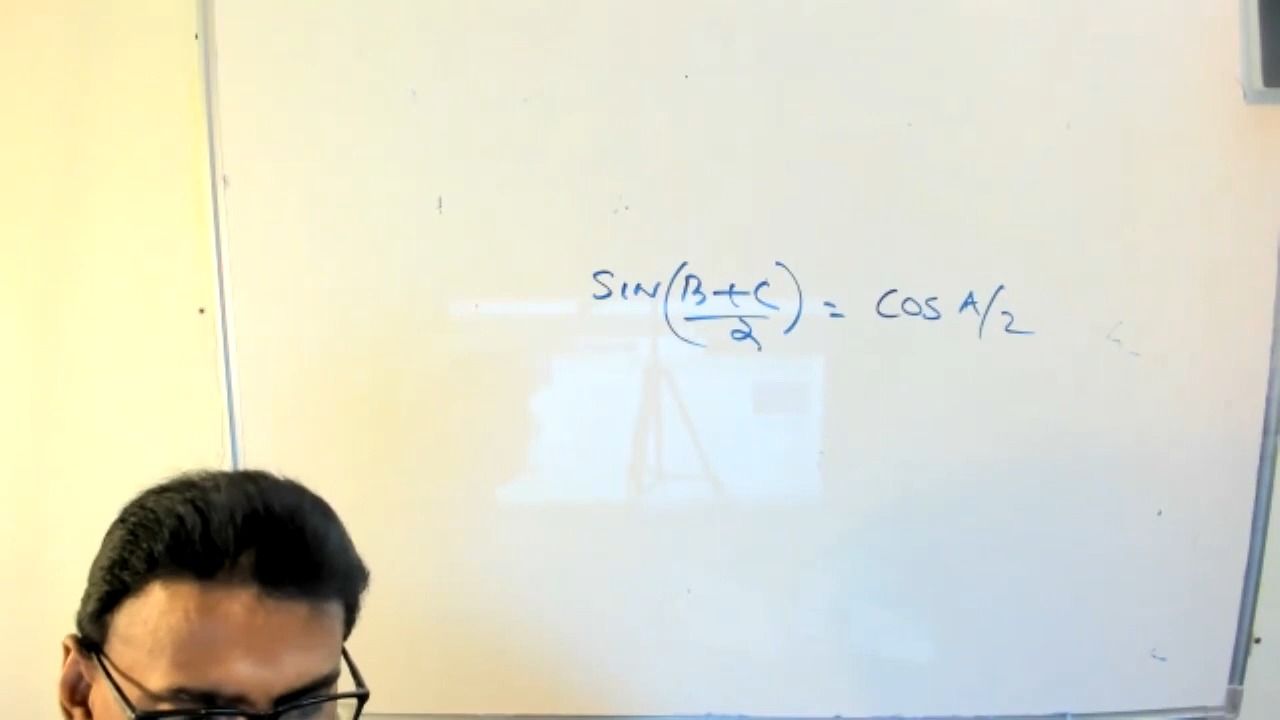 SIN(B+C/2) = COS A/2